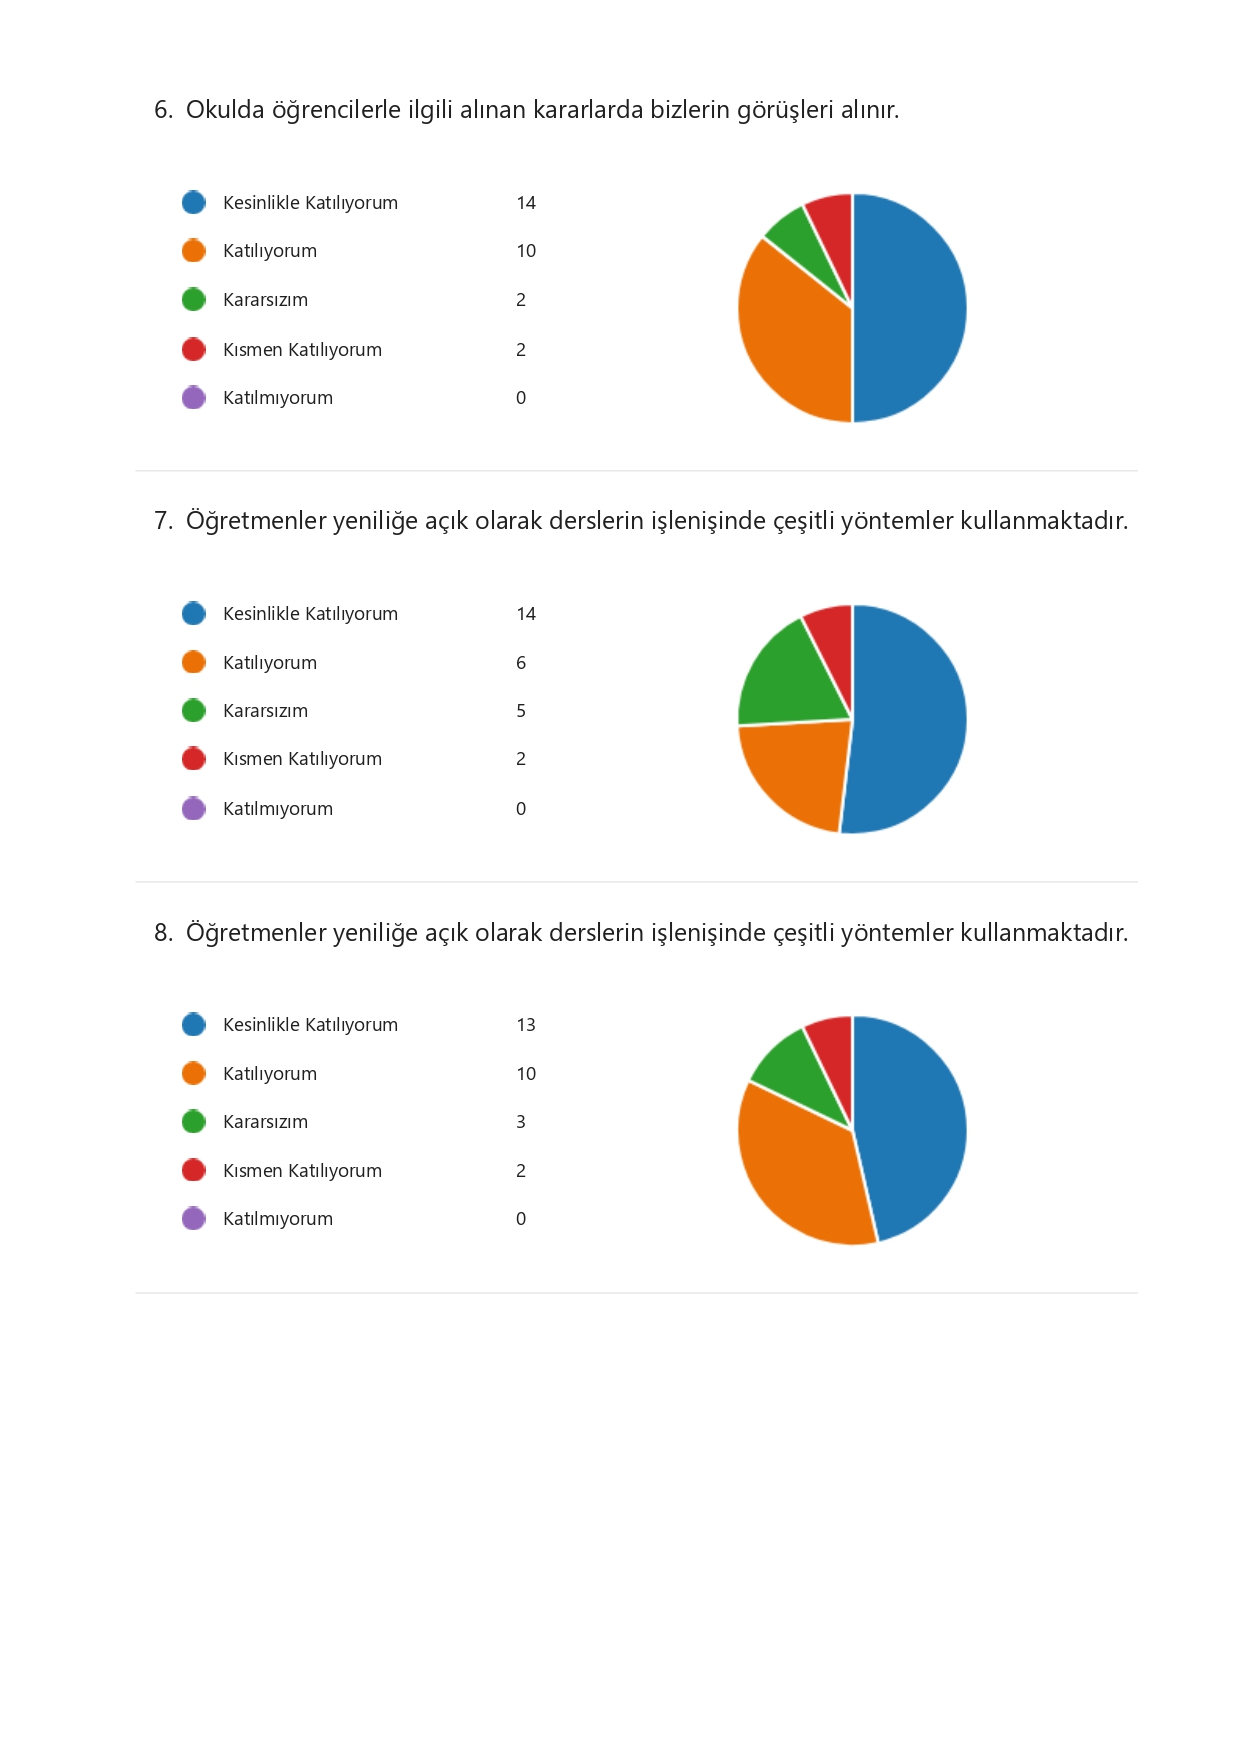 6. Okulda öğrencilerle ilgili alınan kararlarda bizlerin görüşleri alınır.
Kesinlikle Katılıyorum 14
Katılıyorum 10
Kararsızım 2
Kısmen Katılıyorum 2
Katılmıyorum 0
7. Öğretmenler yeniliğe açık olarak derslerin işlenişinde çeşitli yöntemler kullanmaktadır.
Kesinlikle Katılıyorum 14
Katılıyorum 6
Kararsızım 5
Kısmen Katılıyorum 2
Katılmıyorum 0
8. Öğretmenler yeniliğe açık olarak derslerin işlenişinde çeşitli yöntemler kullanmaktadır.
Kesinlikle Katılıyorum 13
Katılıyorum 10
Kararsızım 3
Kısmen Katılıyorum 2
Katılmıyorum 0